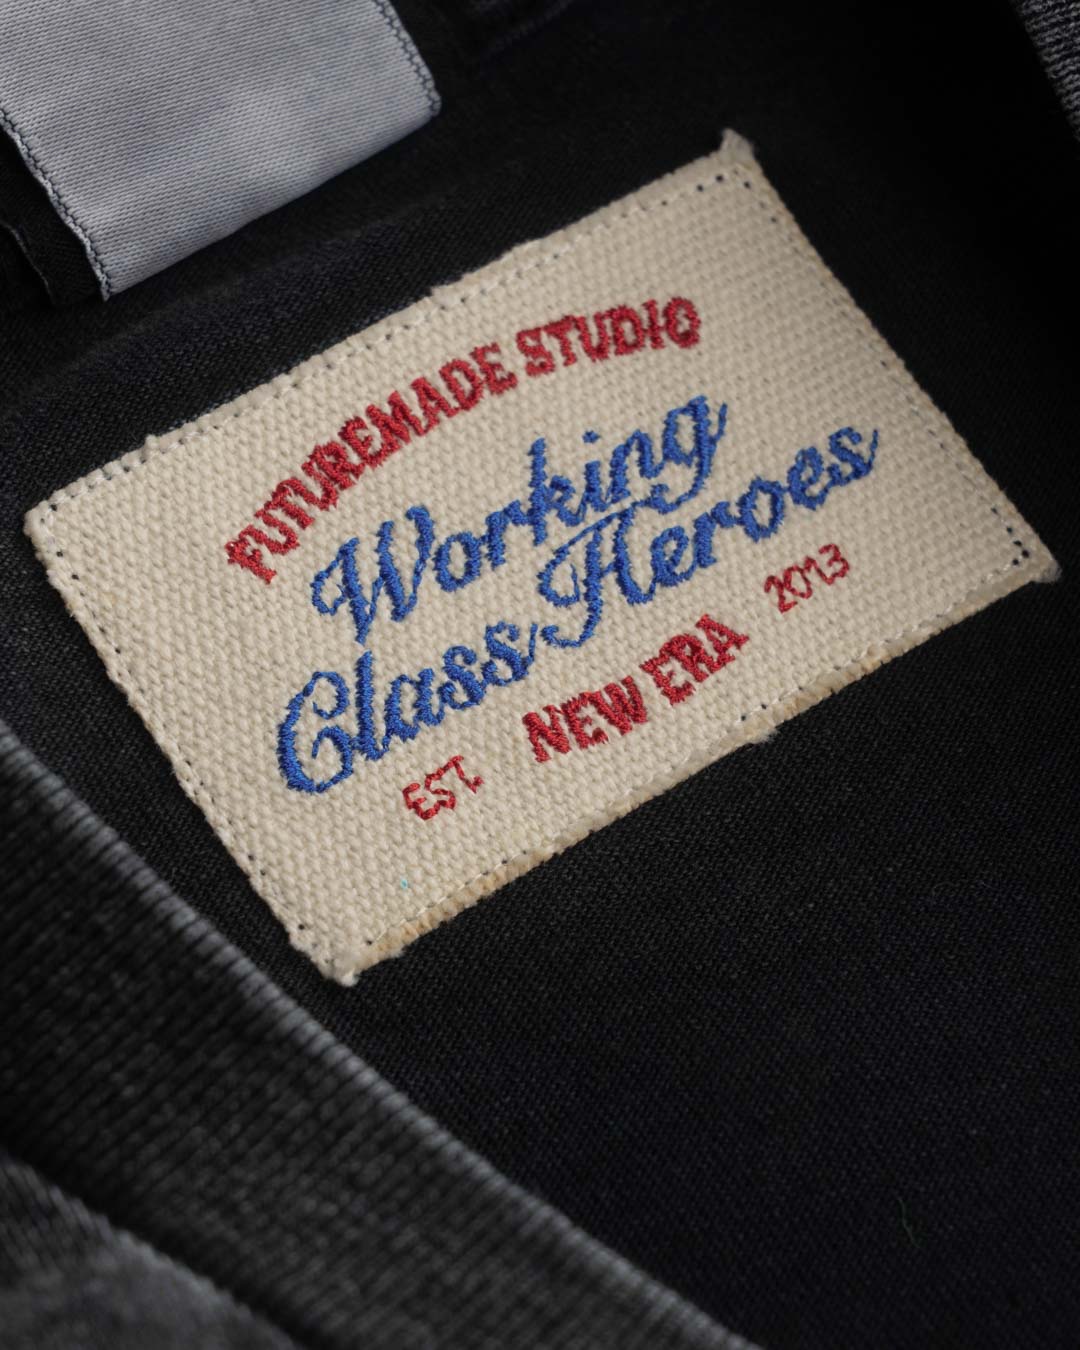 FUTUREMADE STUDIO
Working
Class Heroes
EST. NEW ERA 2013